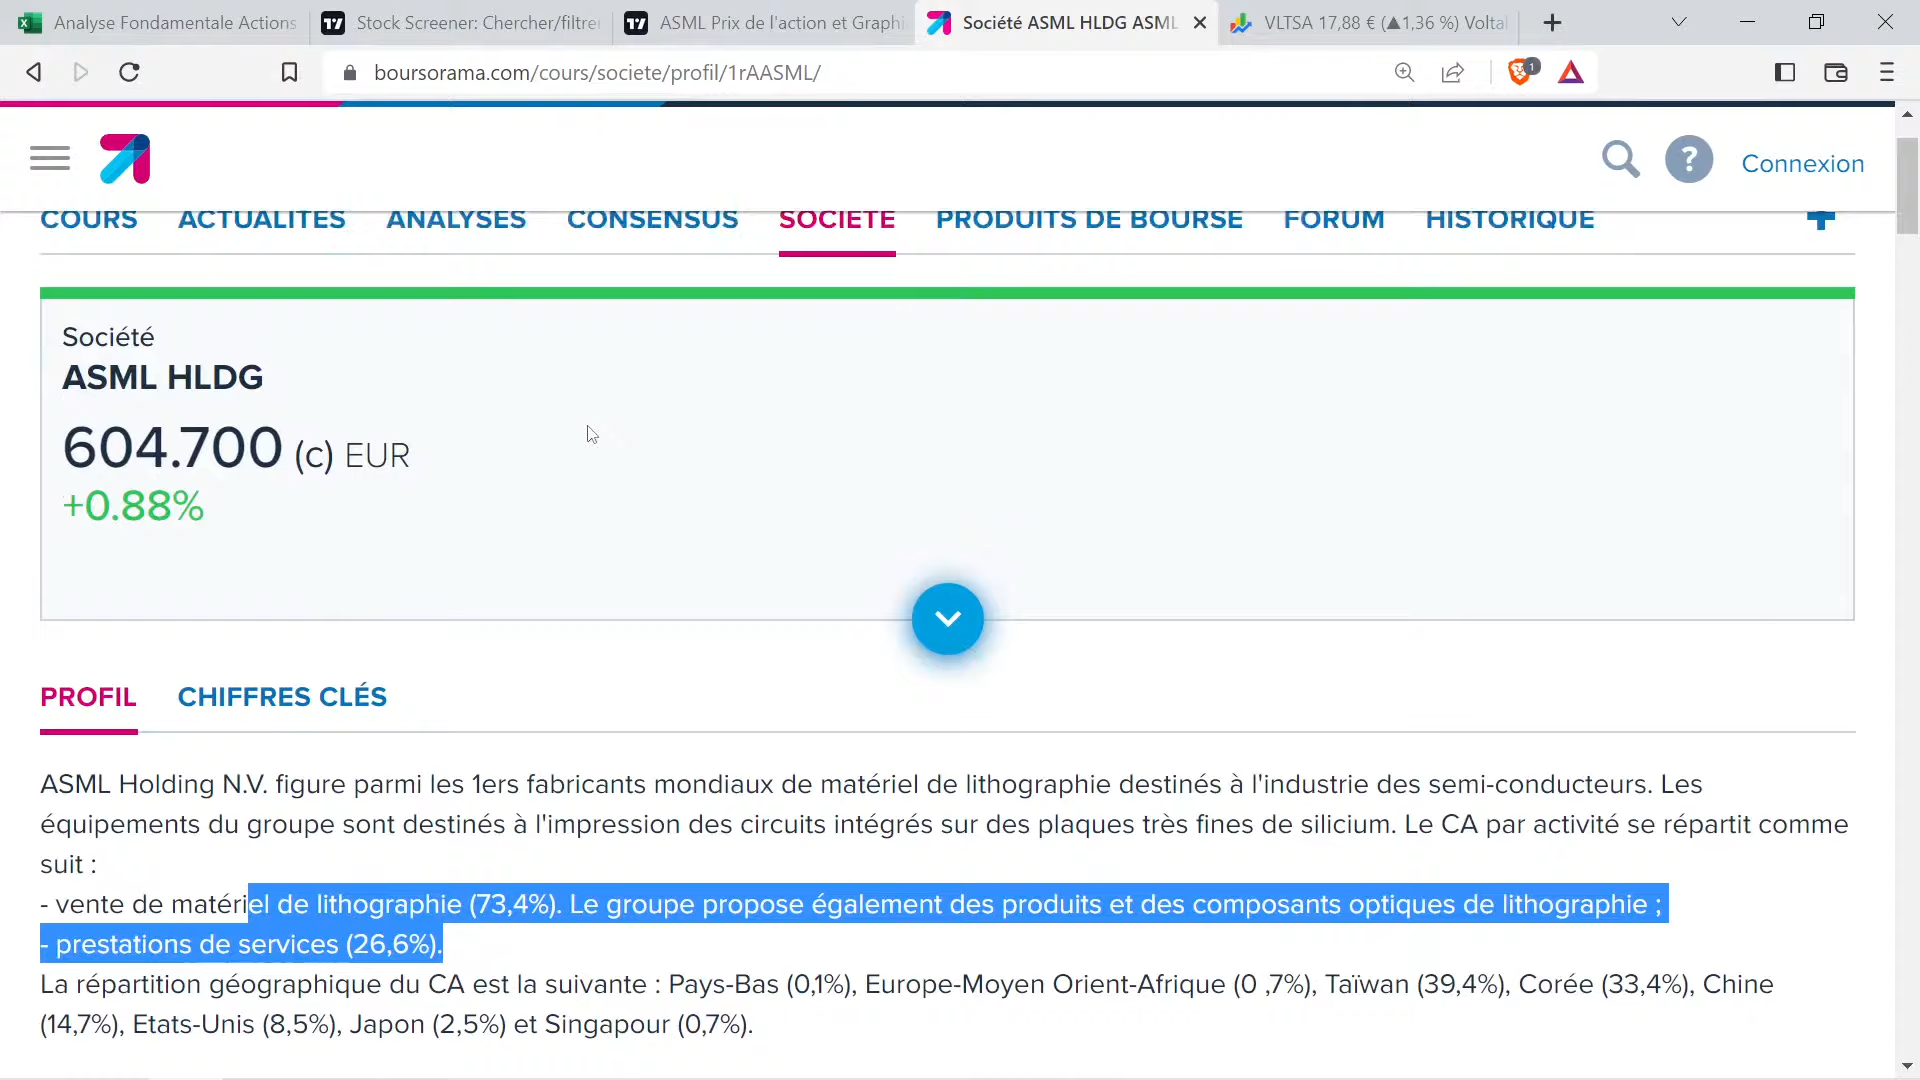 Analyse Fondamentale Actions
Stock Screener: Chercher/filtrer
ASML Prix de l'action et Graphi
Société ASML HLDG ASML
VLTSA 17,88 € (▲1,36 %) Volta
boursorama.com/cours/societe/profil/1rAASML/
1
?
Connexion
COURS ACTUALITÉS ANALYSES CONSENSUS SOCIÉTÉ PRODUITS DE BOURSE FORUM HISTORIQUE
Société
ASML HLDG
604.700 (c) EUR
+0.88%
PROFIL CHIFFRES CLÉS
ASML Holding N.V. figure parmi les 1ers fabricants mondiaux de matériel de lithographie destinés à l'industrie des semi-conducteurs. Les
équipements du groupe sont destinés à l'impression des circuits intégrés sur des plaques très fines de silicium. Le CA par activité se répartit comme
suit :
- vente de matériel de lithographie (73,4%). Le groupe propose également des produits et des composants optiques de lithographie ;
- prestations de services (26,6%).
La répartition géographique du CA est la suivante : Pays-Bas (0,1%), Europe-Moyen Orient-Afrique (0 ,7%), Taïwan (39,4%), Corée (33,4%), Chine
(14,7%), Etats-Unis (8,5%), Japon (2,5%) et Singapour (0,7%).